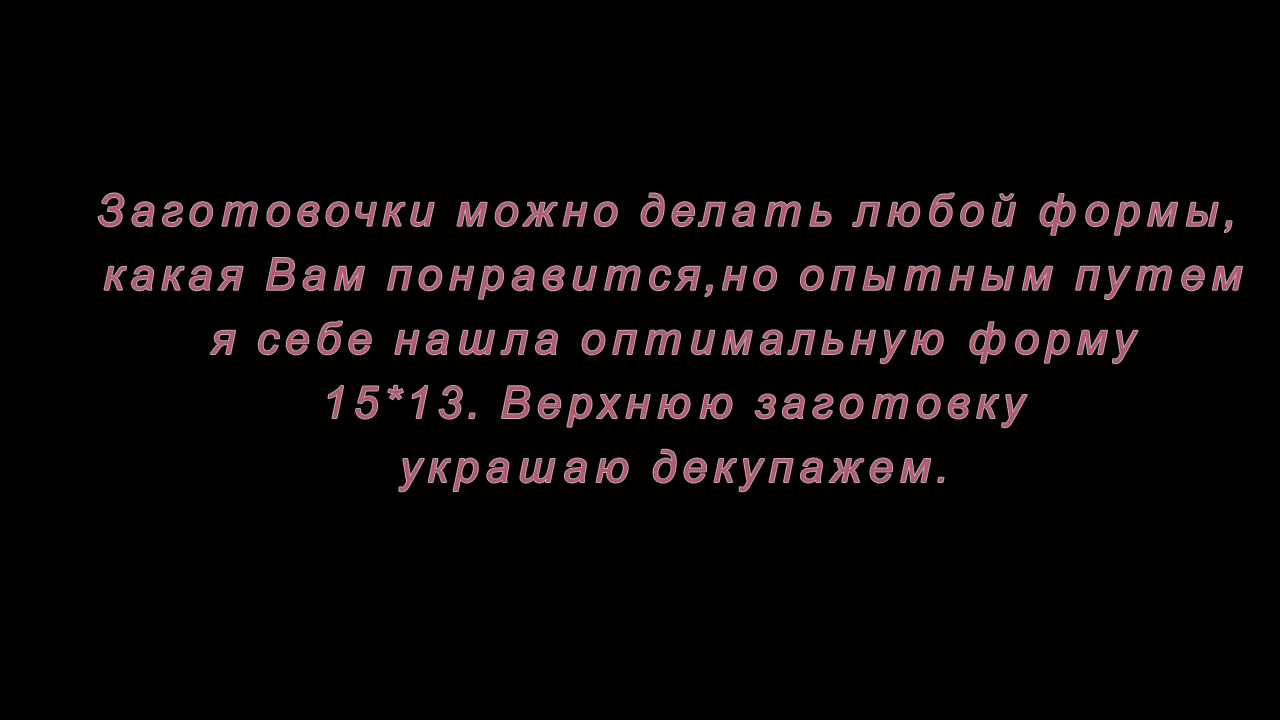 Заготовочки можно делать любой формы,
какая Вам понравится,но опытным путем
я себе нашла оптимальную форму
15*13. Верхнюю заготовку
украшаю декупажем.